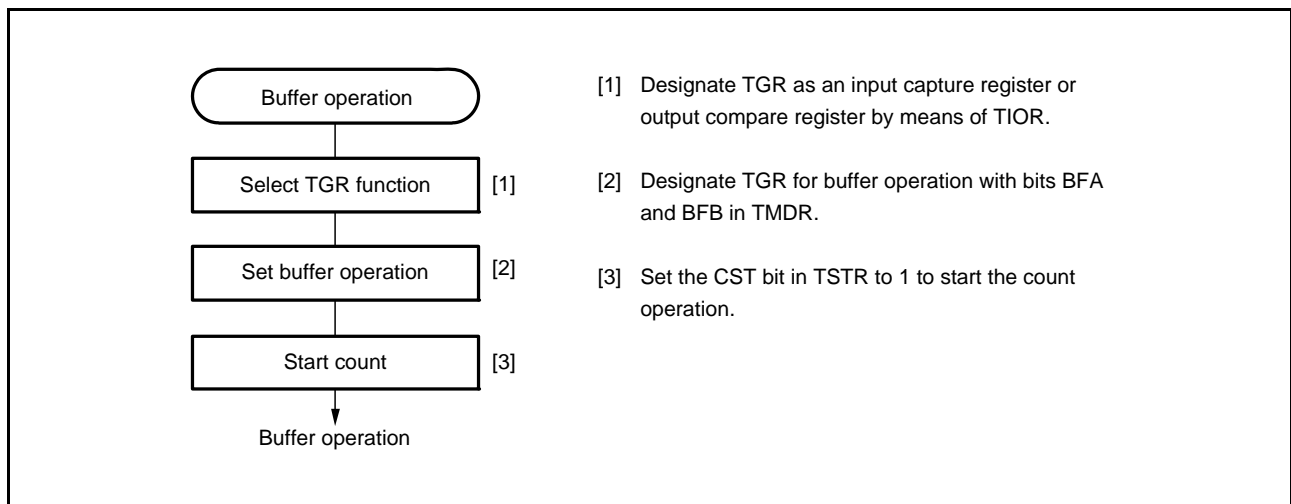 Buffer operation
Select TGR function [1]
Set buffer operation [2]
Start count [3]
Buffer operation
[1] Designate TGR as an input capture register or
output compare register by means of TIOR.
[2] Designate TGR for buffer operation with bits BFA
and BFB in TMDR.
[3] Set the CST bit in TSTR to 1 to start the count
operation.